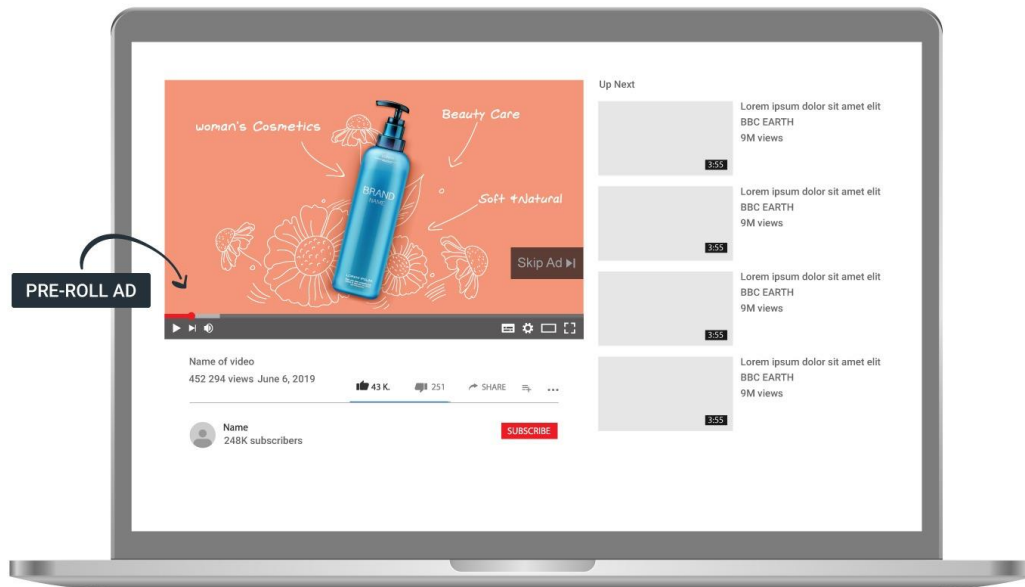 Up Next
woman's Cosmetics
Beauty Care
Soft &Natural
BRAND
NAME
Skip Ad
PRE-ROLL AD
Name of video
452 294 views June 6, 2019
43 K.
251
SHARE
Name
248K subscribers
SUBSCRIBE
Lorem ipsum dolor sit amet elit
BBC EARTH
9M views
3:55
Lorem ipsum dolor sit amet elit
BBC EARTH
9M views
3:55
Lorem ipsum dolor sit amet elit
BBC EARTH
9M views
3:55
Lorem ipsum dolor sit amet elit
BBC EARTH
9M views
3:55